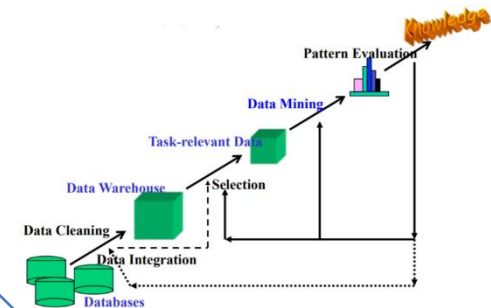 Knowledge
Pattern Evaluation
Data Mining
Task-relevant Data
Data Warehouse
Selection
Data Cleaning
Data Integration
Databases